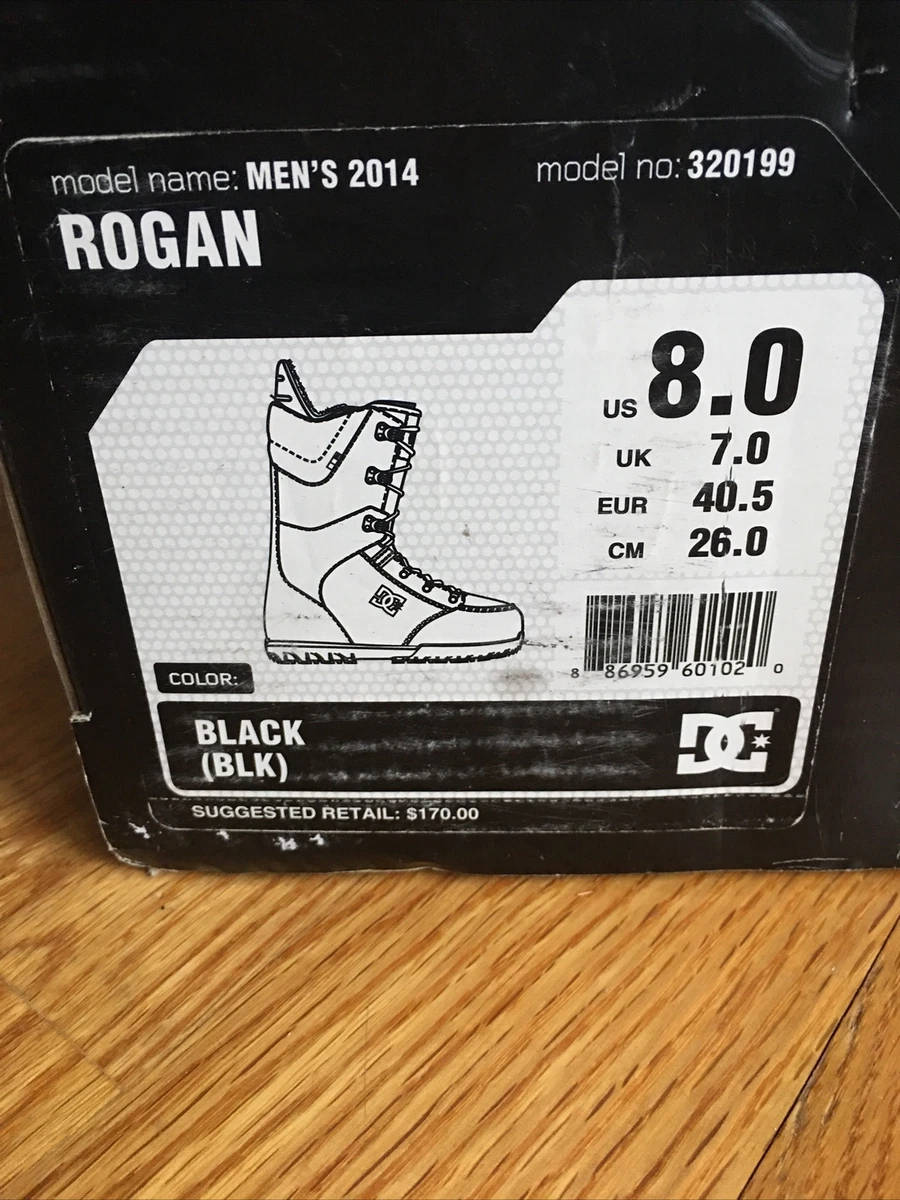 model name: MEN'S 2014
model no: 320199
ROGAN
US 8.0
UK 7.0
EUR 40.5
CM 26.0
8 86959 60102 0
COLOR:
BLACK
(BLK)
DC
SUGGESTED RETAIL: $170.00